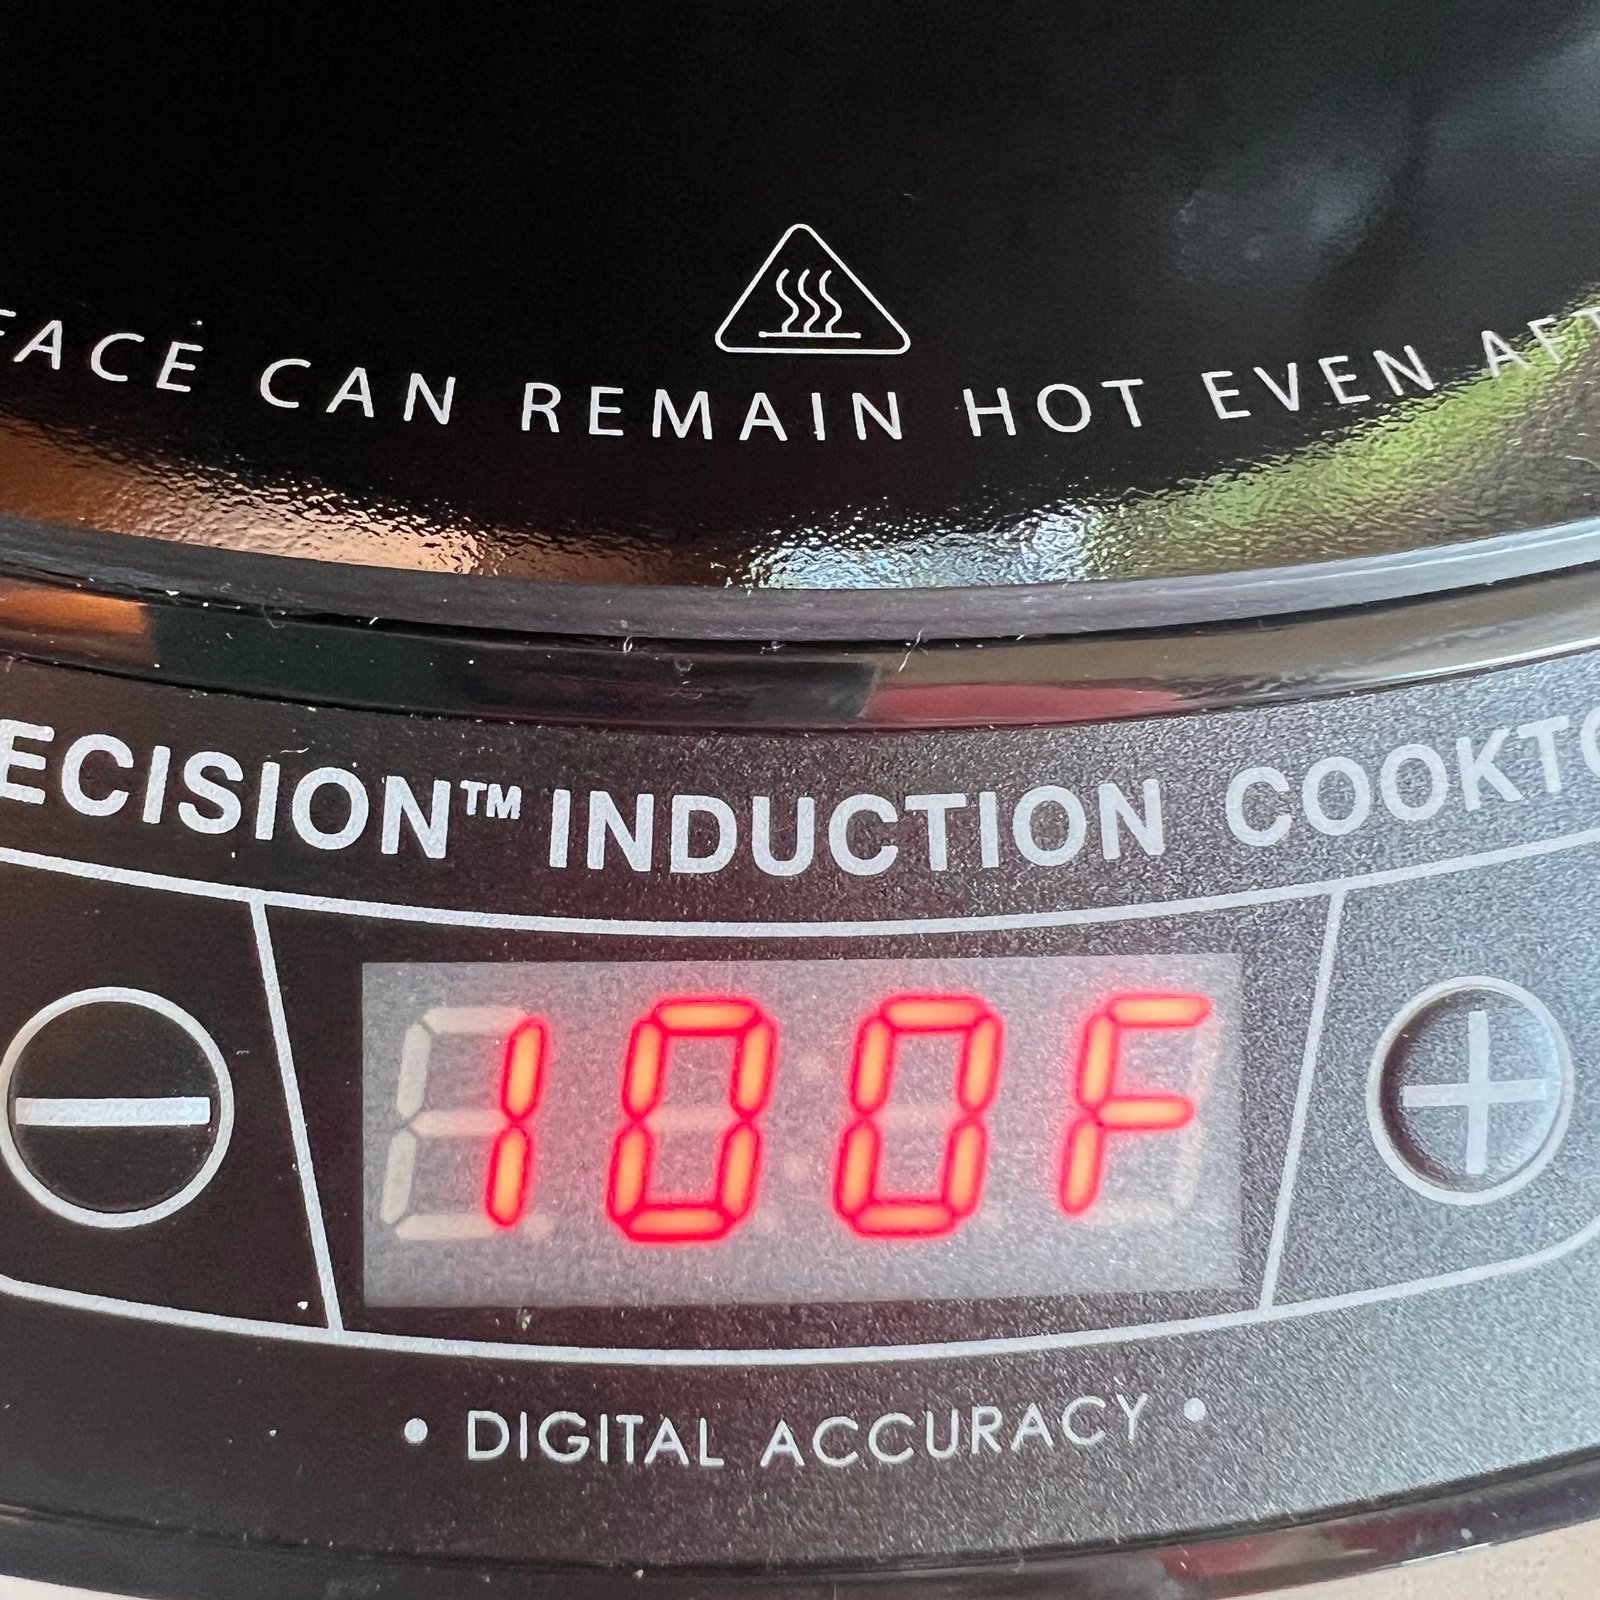 FACE CAN REMAIN HOT EVEN AFT
ECISION™ INDUCTION COOKTO
100F
• DIGITAL ACCURACY •